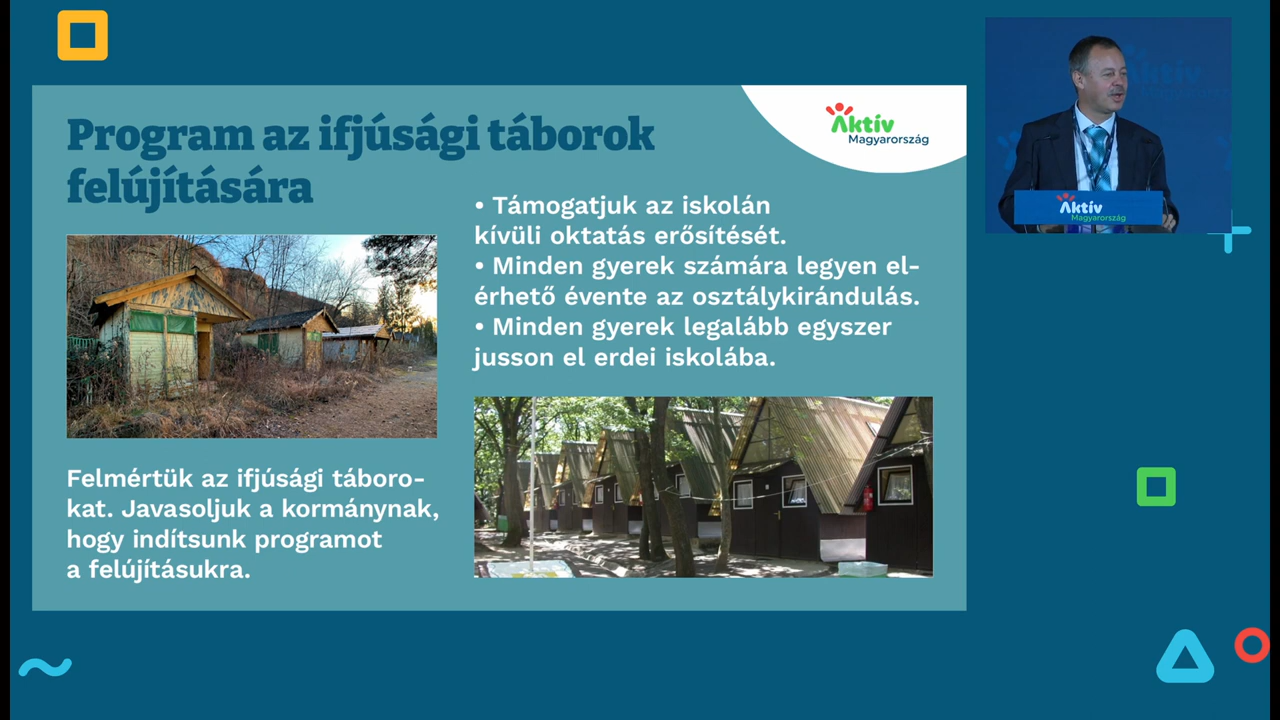 Program az ifjúsági táborok
felújítására
Aktív
Magyarország
• Támogatjuk az iskolán
kívüli oktatás erősítését.
• Minden gyerek számára legyen el-
érhető évente az osztálykirándulás.
• Minden gyerek legalább egyszer
jusson el erdei iskolába.
Felmértük az ifjúsági táboro-
kat. Javasoljuk a kormánynak,
hogy indítsunk programot
a felújításukra.
Aktív
Magyarország
Aktív
Magyarország